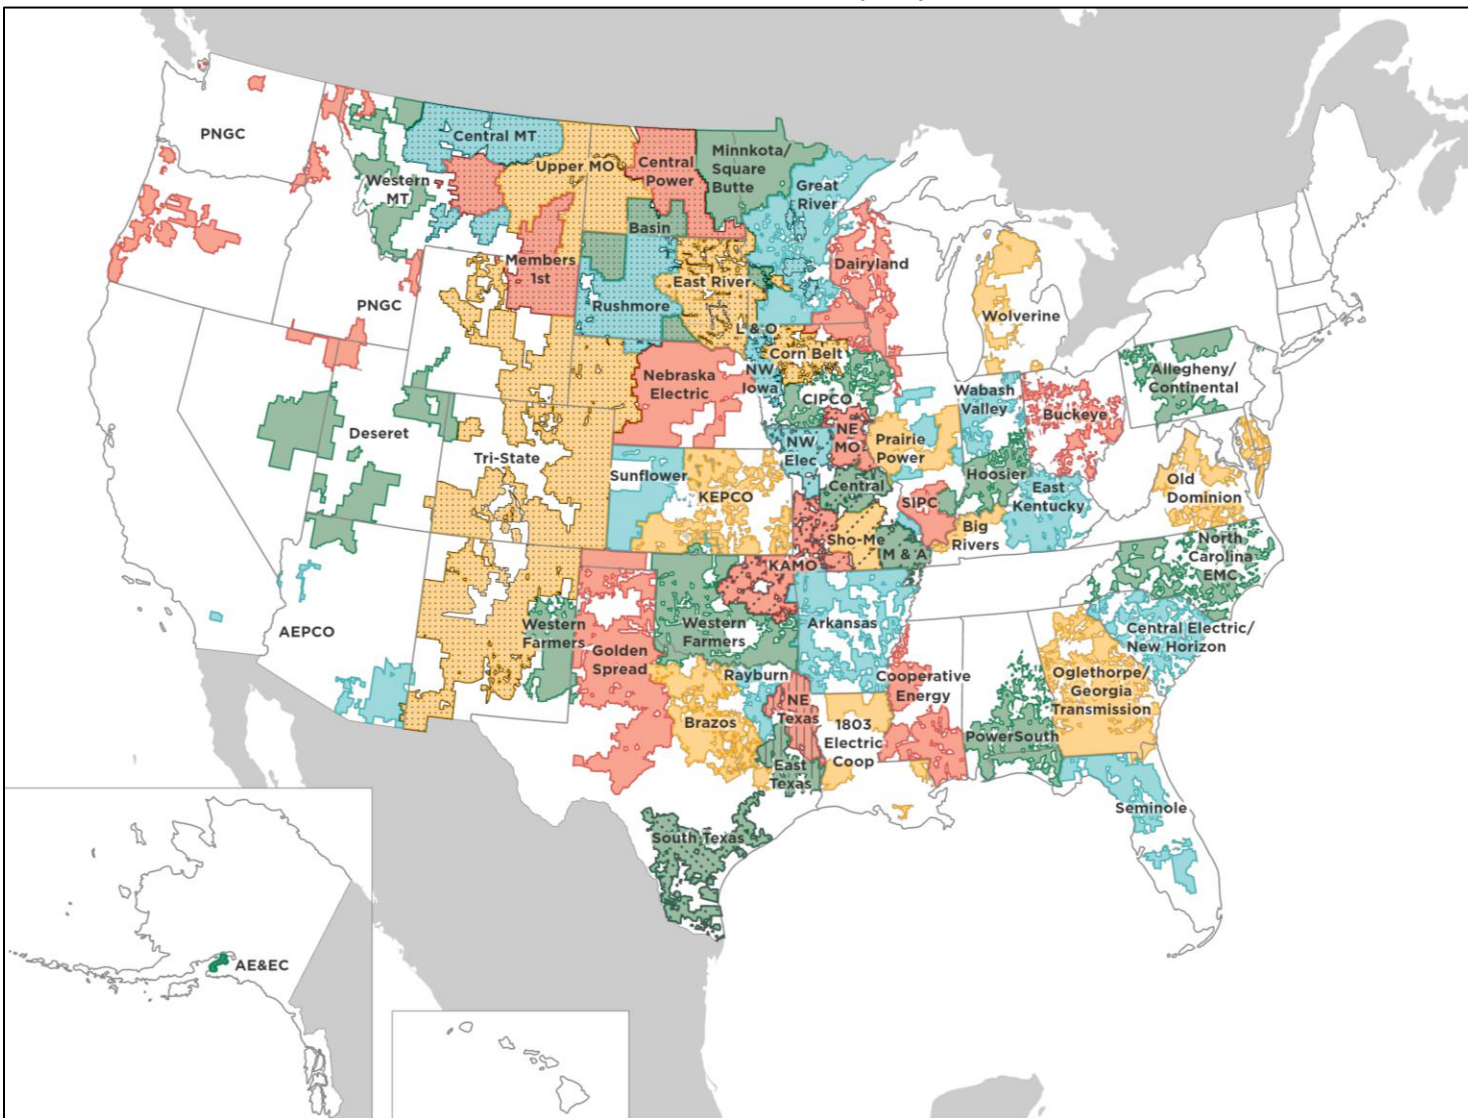 PNGC
Central MT
Upper MO
Central
Power
Minnkota/
Square
Butte
Great
River
Western
MT
Basin
Members
1st
Rushmore
East River
Dairyland
PNGC
Wolverine
L & O
Corn Belt
NW
Iowa
Nebraska
Electric
CIPCO
Wabash
Valley
Buckeye
Allegheny/
Continental
Deseret
Tri-State
NE
MO
NW
Elec
Prairie
Power
Sunflower
KEPCO
Central
Hoosier
SIPC
East
Kentucky
Old
Dominion
Big
Rivers
Sho-Me
M & A
KAMO
North
Carolina
EMC
AEPCO
Western
Farmers
Golden
Spread
Western
Farmers
Arkansas
Central Electric/
New Horizon
Rayburn
Cooperative
Energy
Oglethorpe/
Georgia
Transmission
Brazos
NE
Texas
1803
Electric
Coop
PowerSouth
East
Texas
Seminole
South Texas
AE&EC